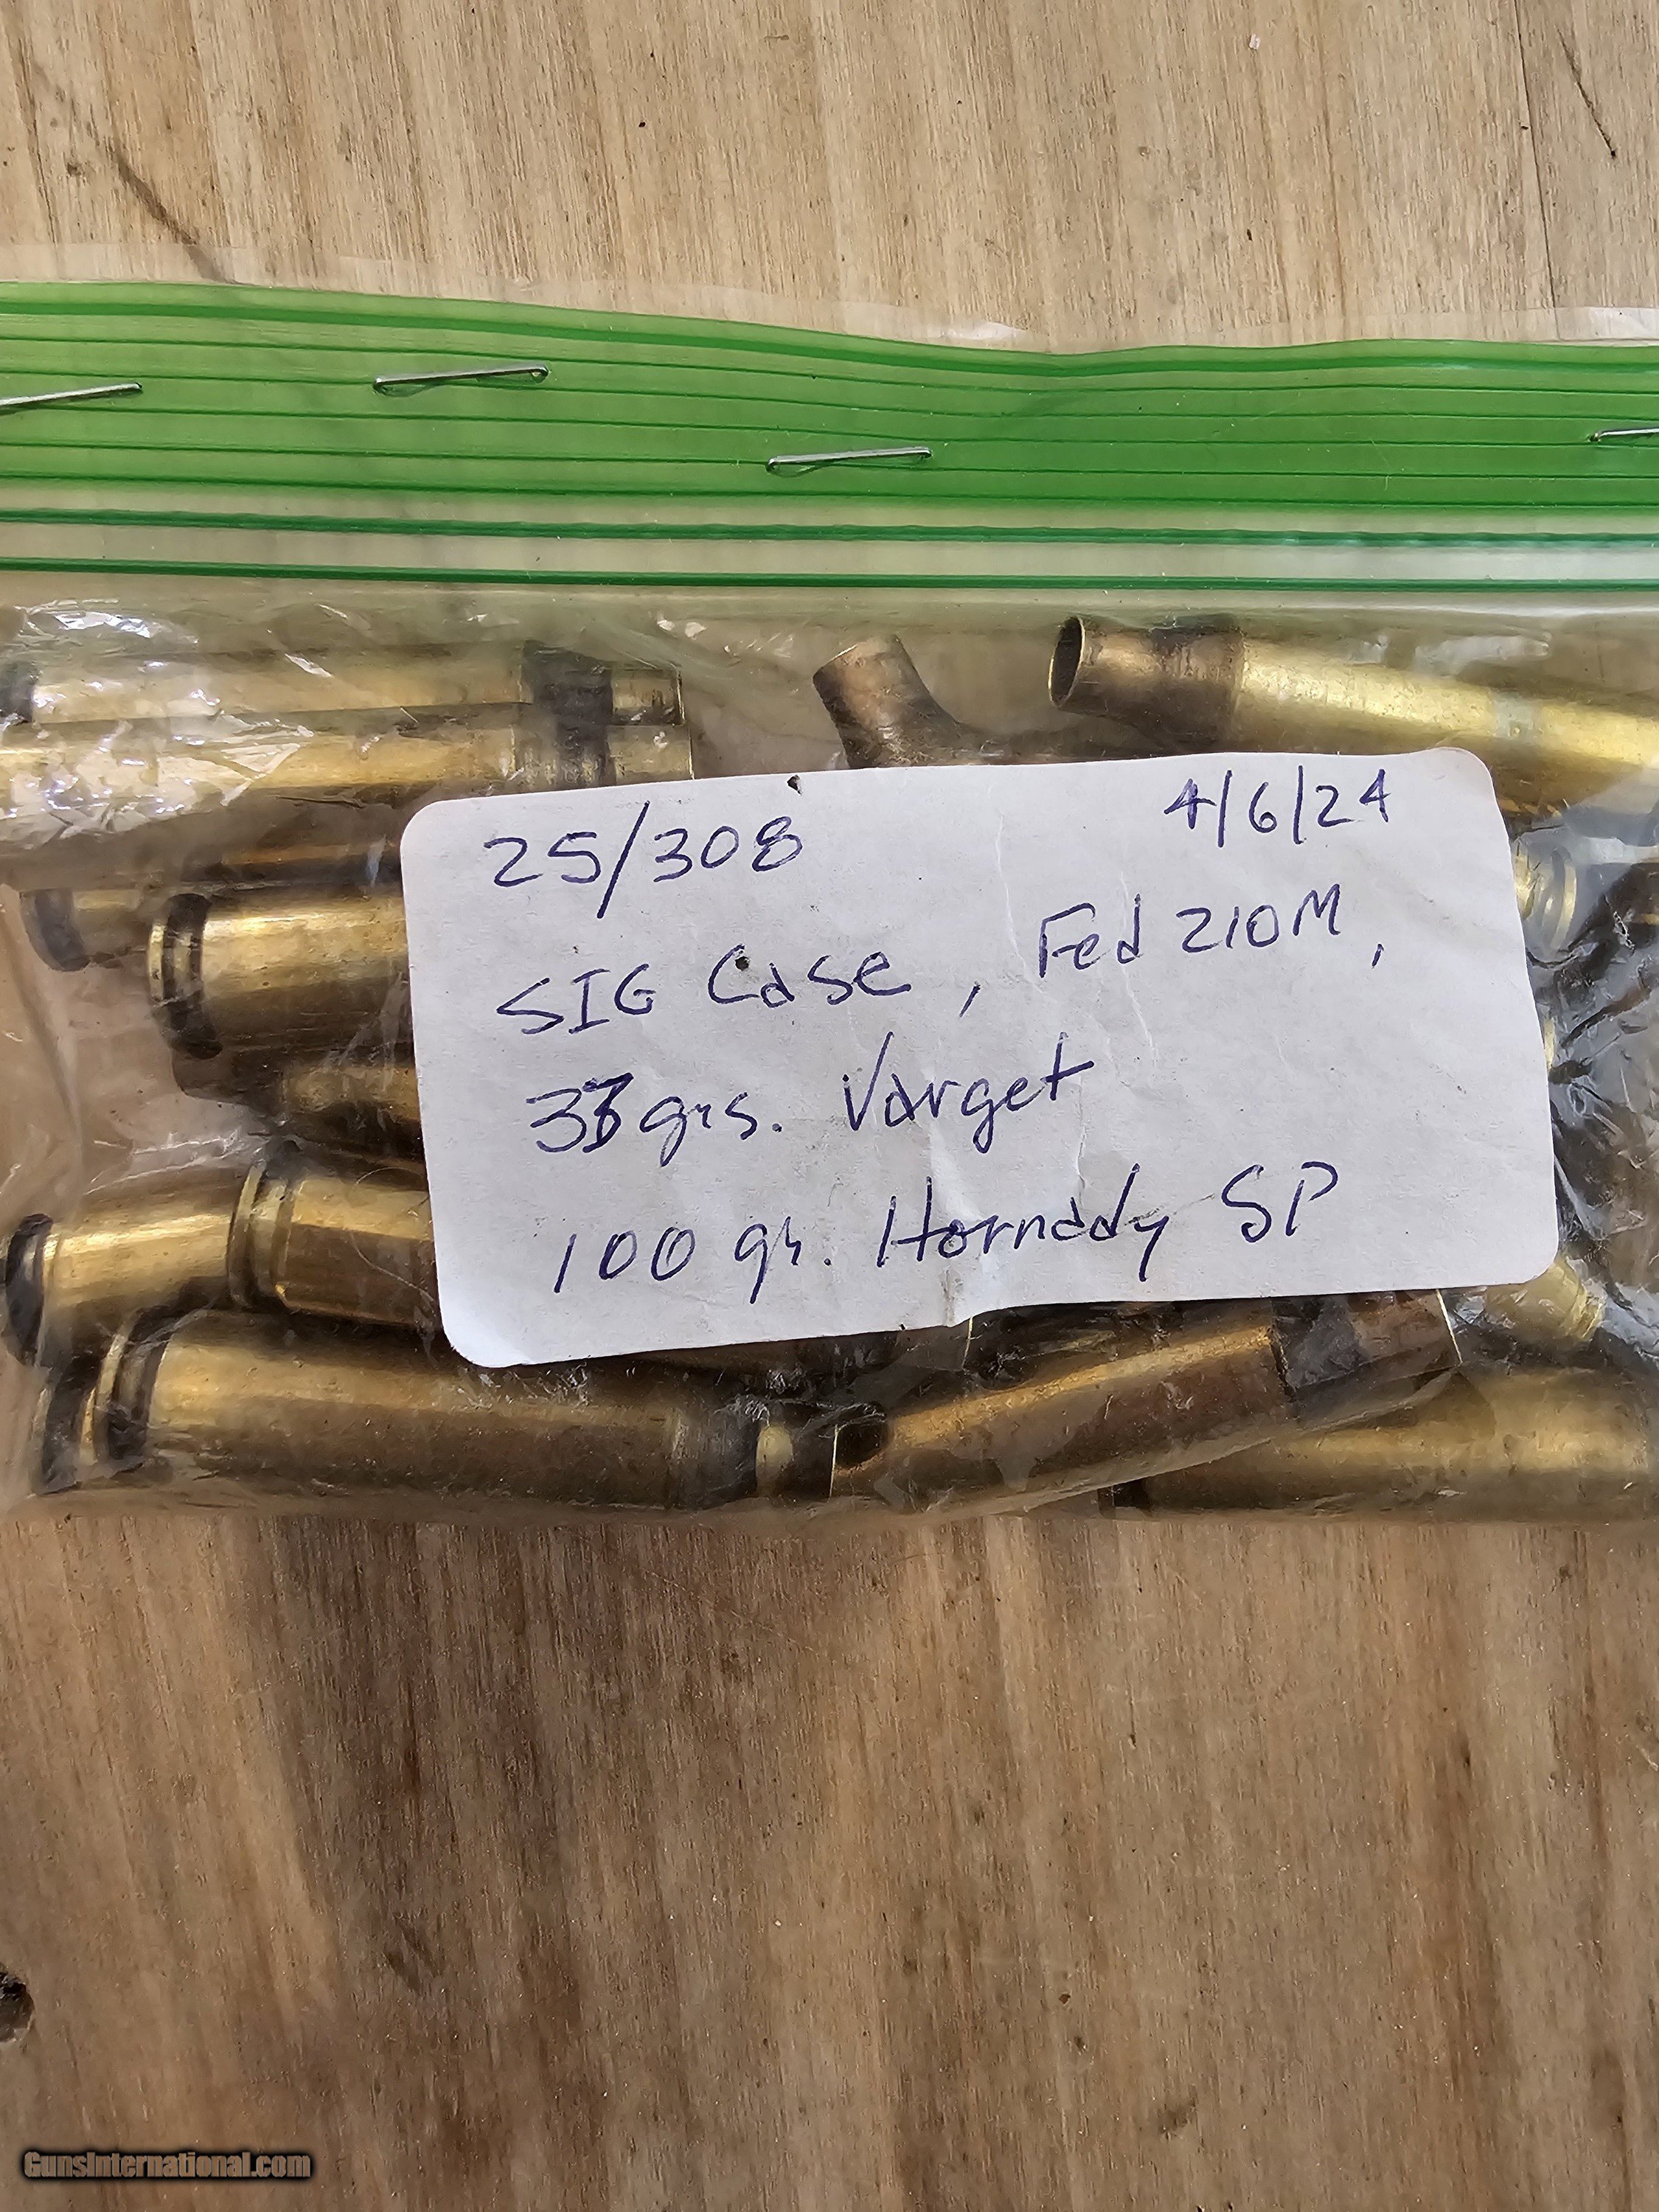 25/308 4/6/24
SIG Case, Fed 210M,
grs. Varget
100 gr. Hornady SP
GunsInternational.com